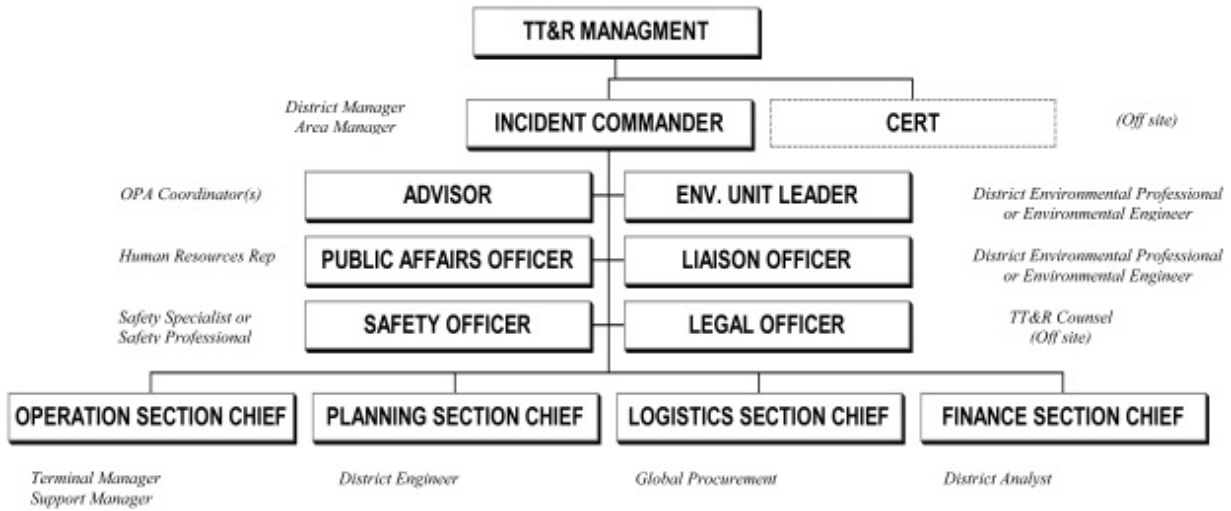 TT&R MANAGMENT
District Manager
Area Manager
INCIDENT COMMANDER
CERT
(Off site)
OPA Coordinator(s)
ADVISOR
ENV. UNIT LEADER
District Environmental Professional
or Environmental Engineer
Human Resources Rep
PUBLIC AFFAIRS OFFICER
LIAISON OFFICER
District Environmental Professional
or Environmental Engineer
Safety Specialist or
Safety Professional
SAFETY OFFICER
LEGAL OFFICER
TT&R Counsel
(Off site)
OPERATION SECTION CHIEF
PLANNING SECTION CHIEF
LOGISTICS SECTION CHIEF
FINANCE SECTION CHIEF
Terminal Manager
Support Manager
District Engineer
Global Procurement
District Analyst